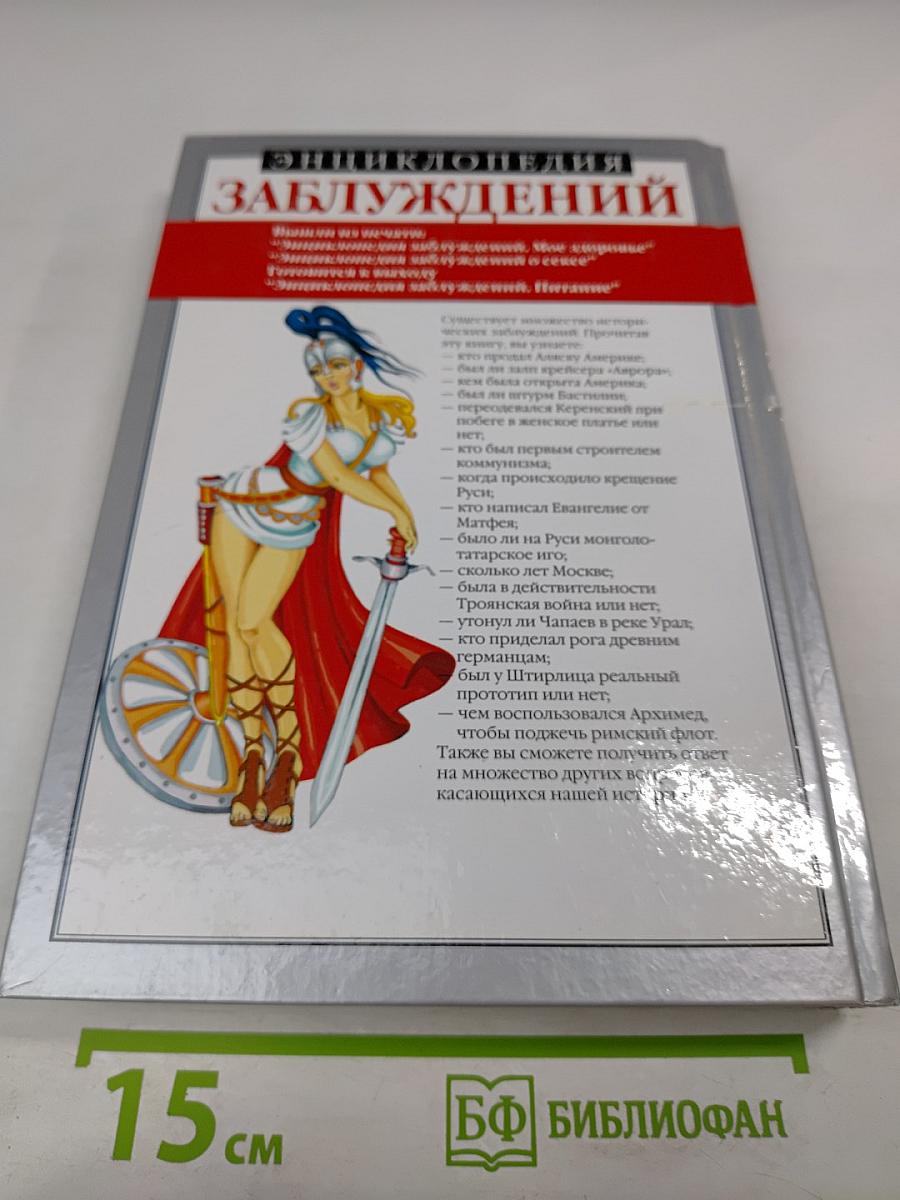 ЭНЦИКЛОПЕДИЯ
ЗАБЛУЖДЕНИЙ
Вышли из печати:
"Энциклопедия заблуждений. Мое здоровье"
"Энциклопедия заблуждений о сексе"
Готовится к выходу
"Энциклопедия заблуждений. Питание"
Существует множество истори-
ческих заблуждений. Прочитав
эту книгу, вы узнаете:
— кто продал Аляску Америке;
— был ли залп крейсера «Аврора»;
— кем была открыта Америка;
— был ли штурм Бастилии;
— переодевался Керенский при
побеге в женское платье или
нет;
— кто был первым строителем
коммунизма;
— когда происходило крещение
Руси;
— кто написал Евангелие от
Матфея;
— было ли на Руси монголо-
татарское иго;
— сколько лет Москве;
— была в действительности
Троянская война или нет;
— утонул ли Чапаев в реке Урал;
— кто приделал рога древним
германцам;
— был у Штирлица реальный
прототип или нет;
— чем воспользовался Архимед,
чтобы поджечь римский флот.
Также вы сможете получить ответ
на множество других
касающихся нашей
15 см
БФ БИБЛИОФАН